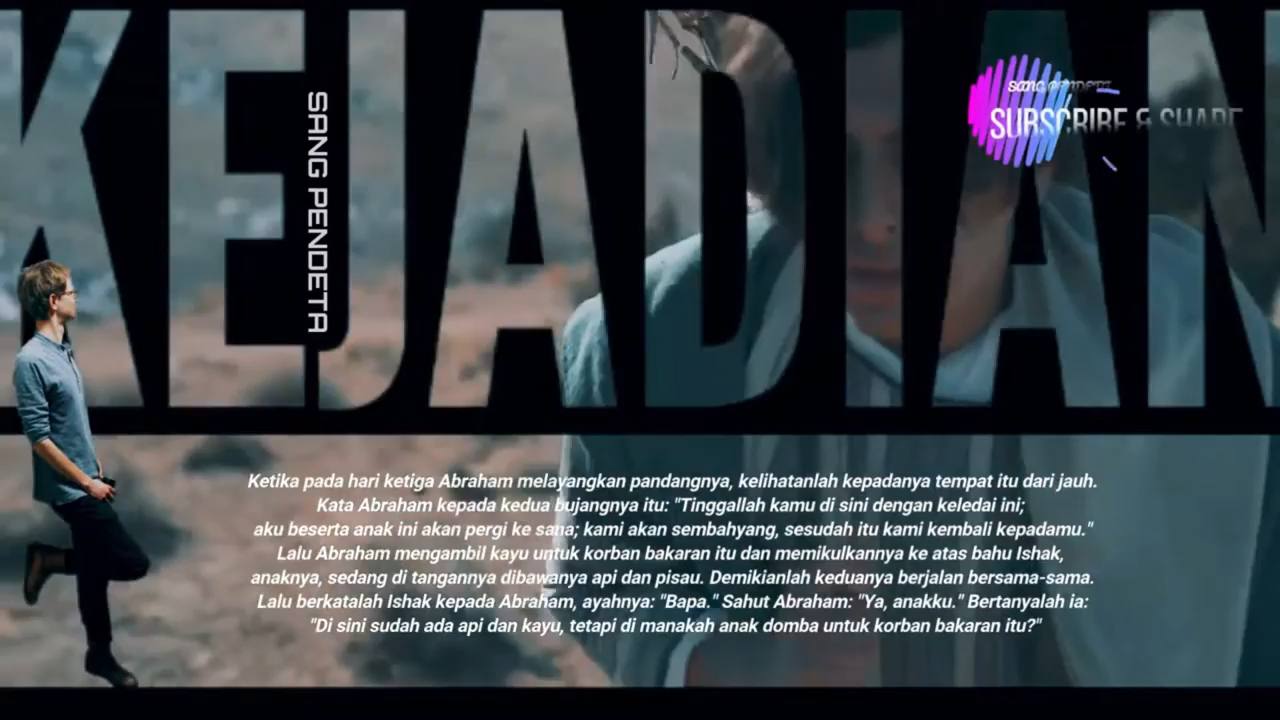 KEJADIAN
SANG PENDETA
sang pendeta
SUBSCRIBE & SHARE
Ketika pada hari ketiga Abraham melayangkan pandangnya, kelihatanlah kepadanya tempat itu dari jauh.
Kata Abraham kepada kedua bujangnya itu: "Tinggallah kamu di sini dengan keledai ini;
aku beserta anak ini akan pergi ke sana; kami akan sembahyang, sesudah itu kami kembali kepadamu."
Lalu Abraham mengambil kayu untuk korban bakaran itu dan memikulkannya ke atas bahu Ishak,
anaknya, sedang di tangannya dibawanya api dan pisau. Demikianlah keduanya berjalan bersama-sama.
Lalu berkatalah Ishak kepada Abraham, ayahnya: "Bapa." Sahut Abraham: "Ya, anakku." Bertanyalah ia:
"Di sini sudah ada api dan kayu, tetapi di manakah anak domba untuk korban bakaran itu?"